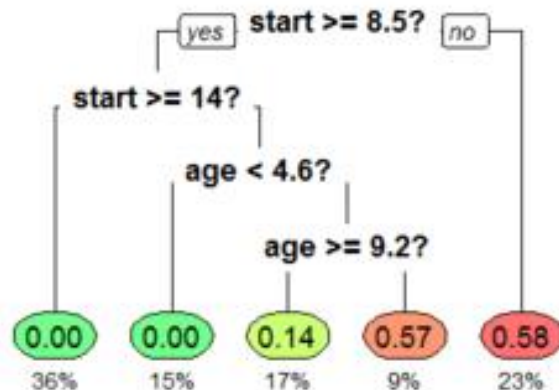 yes start >= 8.5? no
start >= 14?
age < 4.6?
age >= 9.2?
0.00 0.00 0.14 0.57 0.58
36% 15% 17% 9% 23%